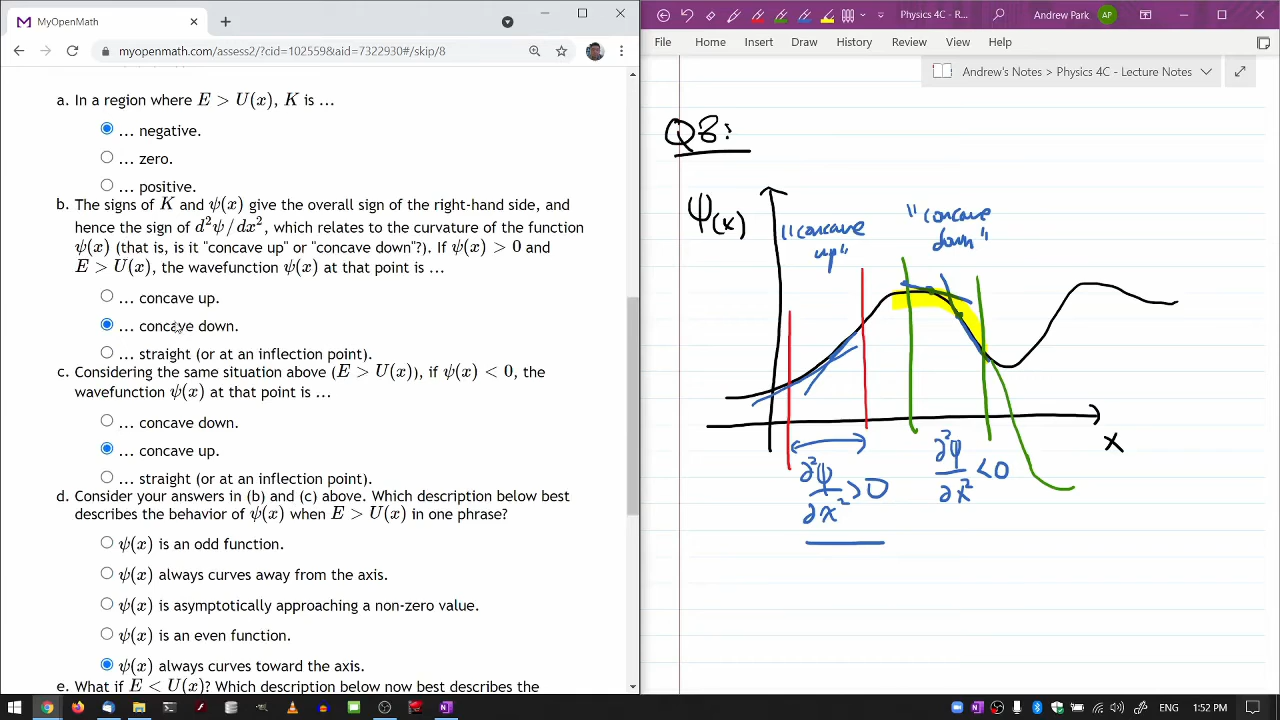 MyOpenMath
myopenmath.com/assess2/?cid=102559&aid=7322930#/skip/8
a. In a region where E > U(x), K is …
… negative.
… zero.
… positive.
b. The signs of K and ψ(x) give the overall sign of the right-hand side, and
hence the sign of d²ψ/dx², which relates to the curvature of the function
ψ(x) (that is, is it "concave up" or "concave down"?). If ψ(x) > 0 and
E > U(x), the wavefunction ψ(x) at that point is …
… concave up.
… concave down.
… straight (or at an inflection point).
c. Considering the same situation above (E > U(x)), if ψ(x) < 0, the
wavefunction ψ(x) at that point is …
… concave down.
… concave up.
… straight (or at an inflection point).
d. Consider your answers in (b) and (c) above. Which description below best
describes the behavior of ψ(x) when E > U(x) in one phrase?
ψ(x) is an odd function.
ψ(x) always curves away from the axis.
ψ(x) is asymptotically approaching a non-zero value.
ψ(x) is an even function.
ψ(x) always curves toward the axis.
e. What if E < U(x)? Which description below now best describes the
Physics 4C - R...
Andrew Park
AP
File Home Insert Draw History Review View Help
Andrew's Notes > Physics 4C - Lecture Notes
Q8:
ψ(x)
"concave
up"
"concave
down"
x
∂²ψ/∂x² > 0
∂²ψ/∂x² < 0
ENG 1:52 PM